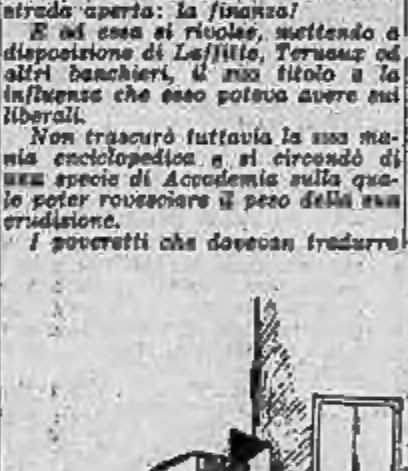 strada aperta: la finanza!
E ad essa si rivolse, mettendo a
disposizione di Laffitte, Ternaux ed
altri banchieri, il suo titolo e la
influenza che esso poteva avere sui
liberali.
Non trascurò tuttavia la sua ma-
nia enciclopedica e si circondò di
una specie di Accademia sulla qua-
le poter rovesciare il peso della sua
erudizione.
I poveretti che dovevan tradurre